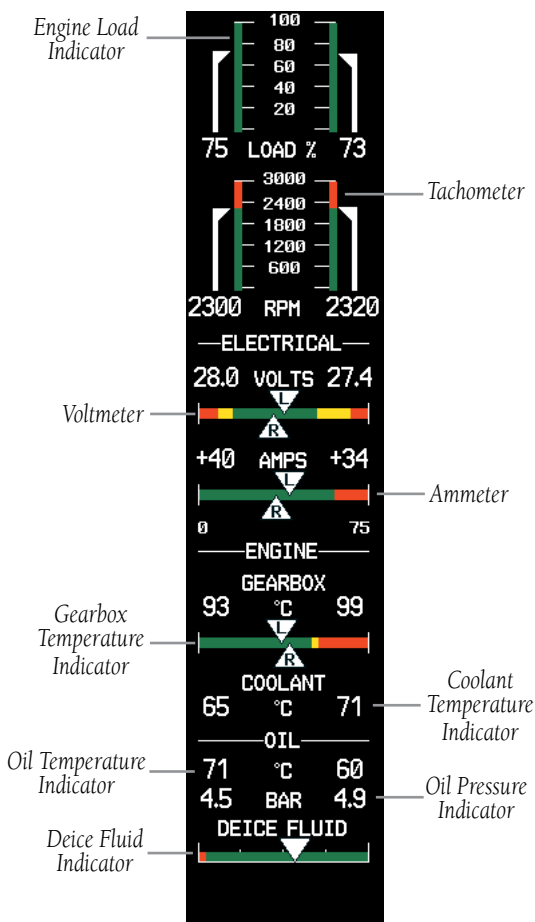 Engine Load
Indicator
100
80
60
40
20
75 LOAD % 73
3000
Tachometer
2400
1800
1200
600
2300 RPM 2320
ELECTRICAL
28.0 VOLTS 27.4
L
Voltmeter
R
+40 AMPS +34
L
Ammeter
R
0 75
ENGINE
GEARBOX
93 °C 99
Gearbox
Temperature
Indicator
L
R
COOLANT
65 °C 71
Coolant
Temperature
Indicator
OIL
Oil Temperature
Indicator
71 °C 60
4.5 BAR 4.9
Oil Pressure
Indicator
DEICE FLUID
Deice Fluid
Indicator